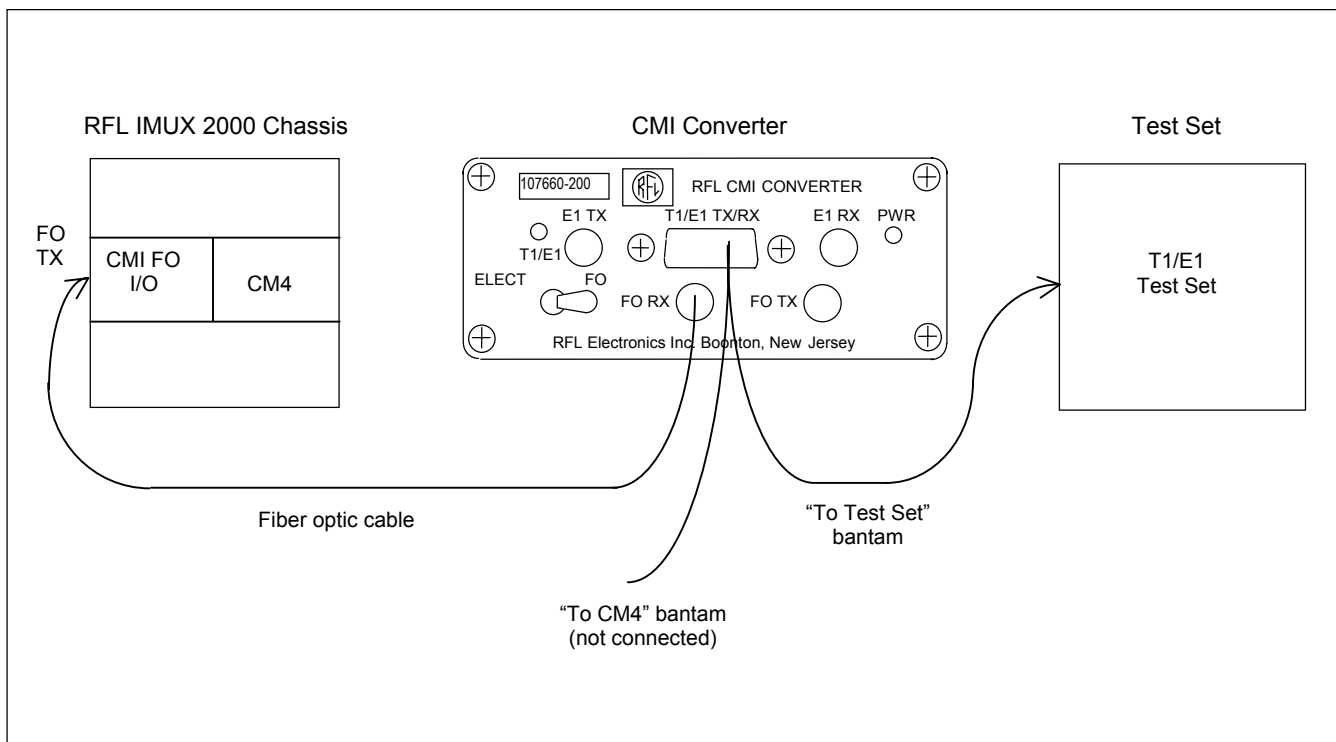 RFL IMUX 2000 Chassis
CMI Converter
Test Set
FO
TX
CMI FO
I/O
CM4
107660-200
RFL
RFL CMI CONVERTER
E1 TX
T1/E1 TX/RX
E1 RX
PWR
T1/E1
ELECT
FO
FO RX
FO TX
RFL Electronics Inc. Boonton, New Jersey
T1/E1
Test Set
Fiber optic cable
“To Test Set”
bantam
“To CM4” bantam
(not connected)